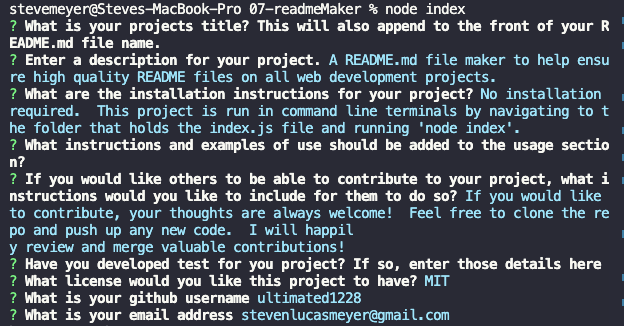 stevemeyer@Steves-MacBook-Pro 07-readmeMaker % node index
? What is your projects title? This will also append to the front of your R
EADME.md file name.
? Enter a description for your project. A README.md file maker to help ensu
re high quality README files on all web development projects.
? What are the installation instructions for your project? No installation
required.  This project is run in command line terminals by navigating to t
he folder that holds the index.js file and running 'node index'.
? What instructions and examples of use should be added to the usage sectio
n?
? If you would like others to be able to contribute to your project, what i
nstructions would you like to include for them to do so? If you would like
to contribute, your thoughts are always welcome!  Feel free to clone the re
po and push up any new code.  I will happil
y review and merge valuable contributions!
? Have you developed test for you project? If so, enter those details here
? What license would you like this project to have? MIT
? What is your github username ultimated1228
? What is your email address stevenlucasmeyer@gmail.com